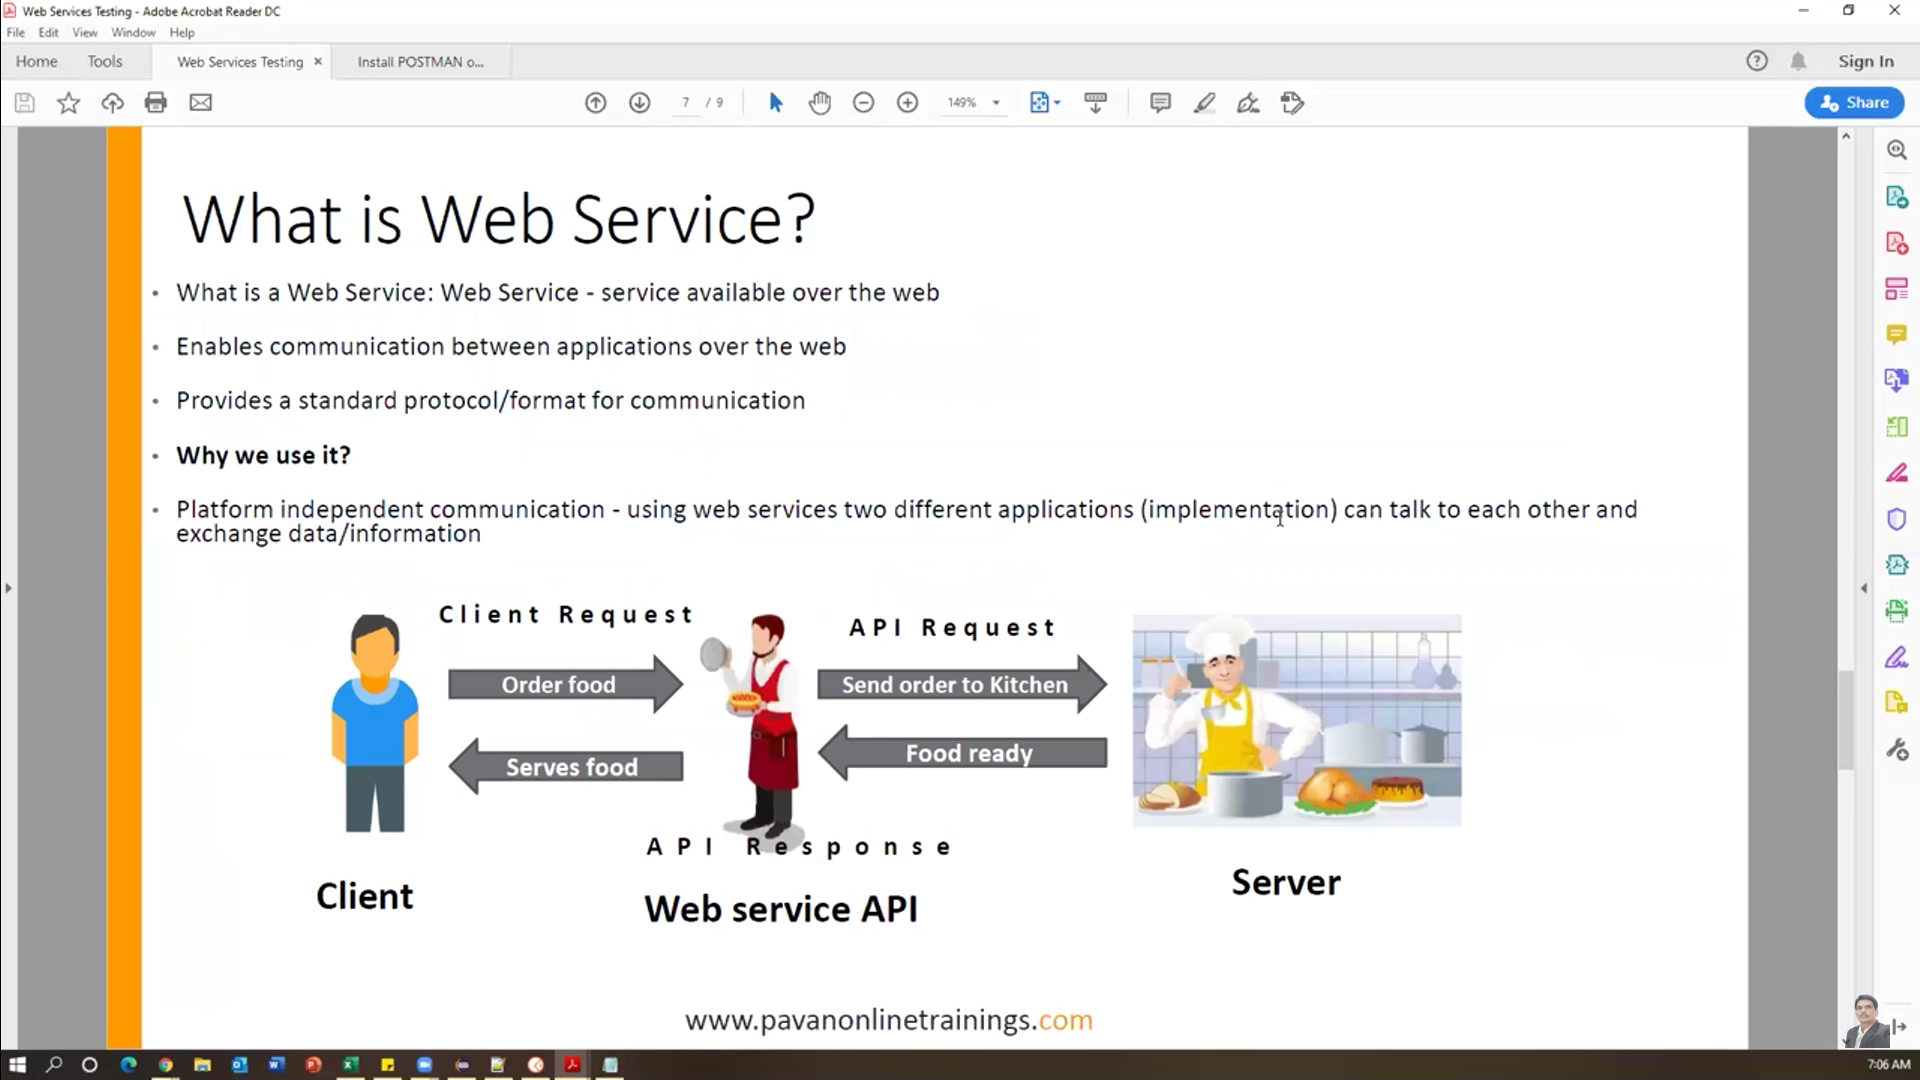 Web Services Testing - Adobe Acrobat Reader DC
File Edit View Window Help
Home Tools Web Services Testing × Install POSTMAN o... Sign In
7 / 9 149% Share
What is Web Service?
• What is a Web Service: Web Service - service available over the web
• Enables communication between applications over the web
• Provides a standard protocol/format for communication
• Why we use it?
• Platform independent communication - using web services two different applications (implementation) can talk to each other and
exchange data/information
Client Request
API Request
Order food
Send order to Kitchen
Serves food
Food ready
API Response
Client
Web service API
Server
www.pavanonlinetrainings.com
7:06 AM